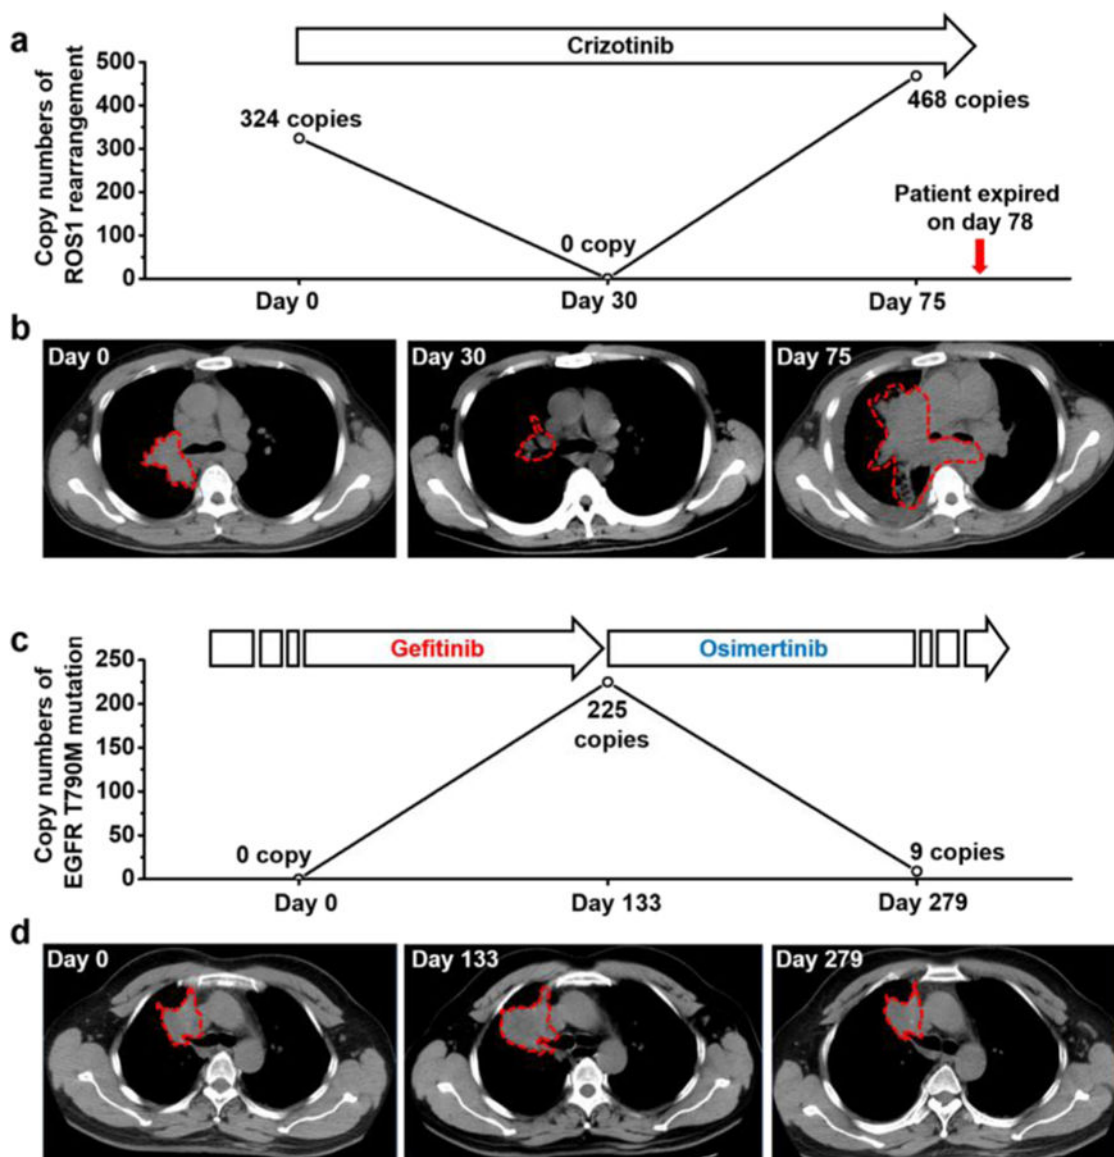 a
Crizotinib
Copy numbers of
ROS1 rearrangement
500
400
300
200
100
0
324 copies
0 copy
468 copies
Patient expired
on day 78
Day 0
Day 30
Day 75
b
Day 0
Day 30
Day 75
c
Gefitinib
Osimertinib
Copy numbers of
EGFR T790M mutation
250
200
150
100
50
0
0 copy
225
copies
9 copies
Day 0
Day 133
Day 279
d
Day 0
Day 133
Day 279